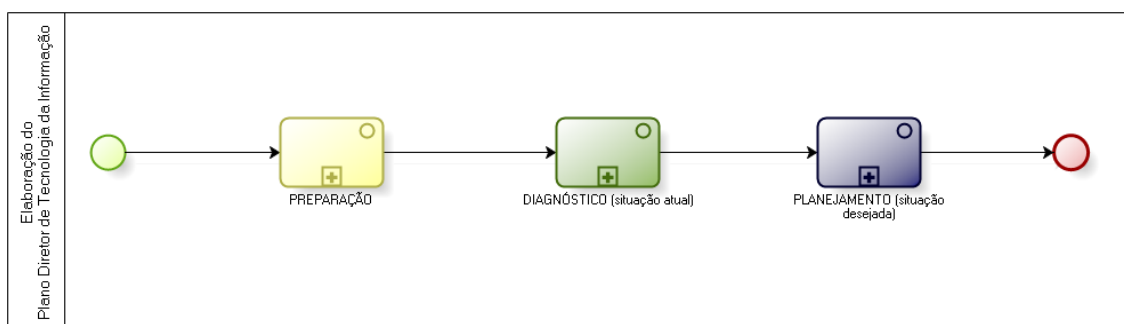 Elaboração do
Plano Diretor de Tecnologia da Informação
PREPARAÇÃO
DIAGNÓSTICO (situação atual)
PLANEJAMENTO (situação
desejada)